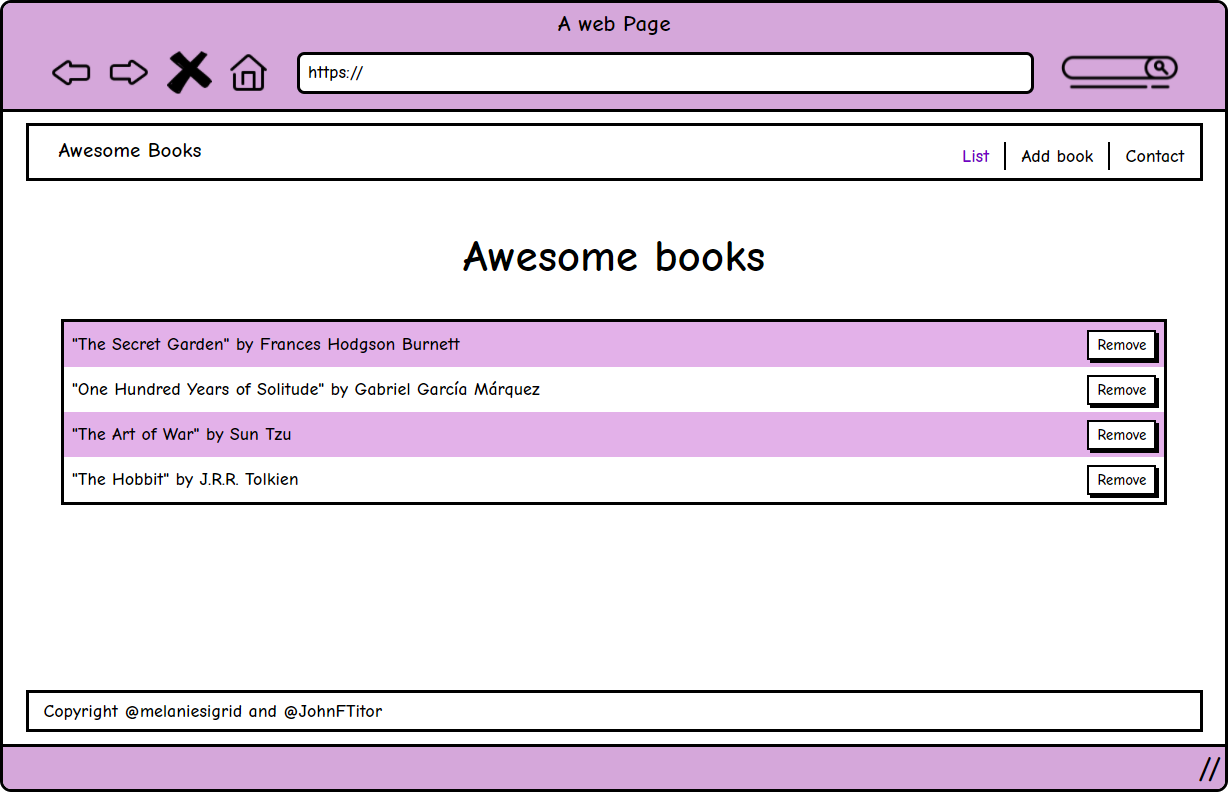 A web Page
https://
Awesome Books
List
Add book
Contact
Awesome books
"The Secret Garden" by Frances Hodgson Burnett
Remove
"One Hundred Years of Solitude" by Gabriel García Márquez
Remove
"The Art of War" by Sun Tzu
Remove
"The Hobbit" by J.R.R. Tolkien
Remove
Copyright @melaniesigrid and @JohnFTitor
//